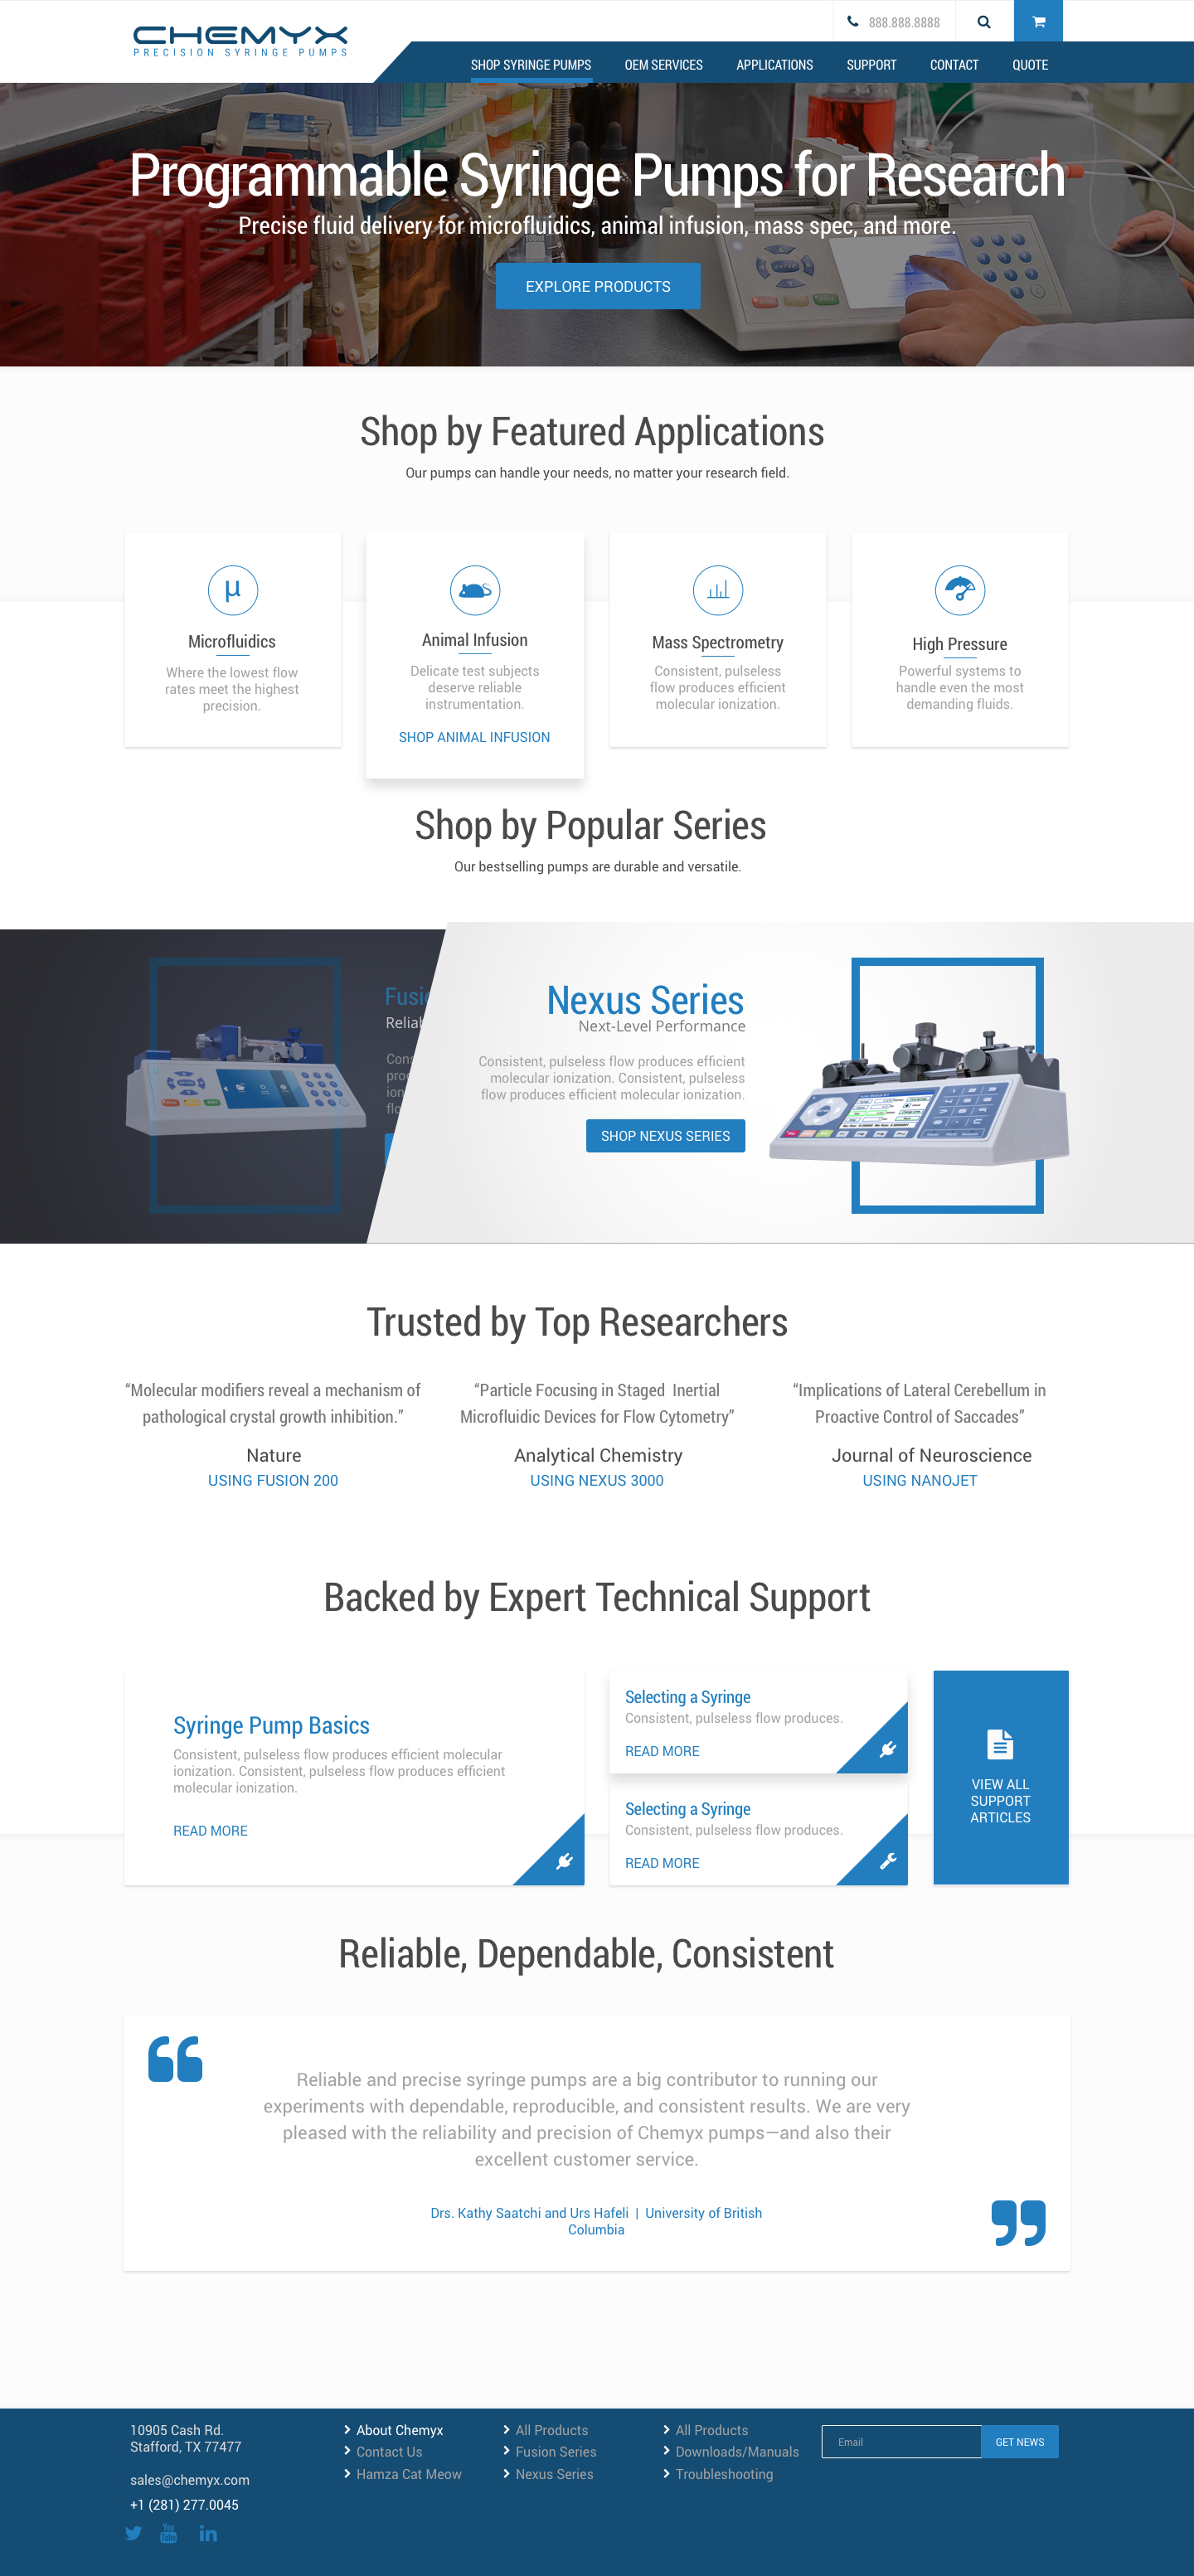 CHEMYX
PRECISION SYRINGE PUMPS
888.888.8888
SHOP SYRINGE PUMPS
OEM SERVICES
APPLICATIONS
SUPPORT
CONTACT
QUOTE
Programmable Syringe Pumps for Research
Precise fluid delivery for microfluidics, animal infusion, mass spec, and more.
EXPLORE PRODUCTS
Shop by Featured Applications
Our pumps can handle your needs, no matter your research field.
µ
Microfluidics
Where the lowest flow
rates meet the highest
precision.
Animal Infusion
Delicate test subjects
deserve reliable
instrumentation.
SHOP ANIMAL INFUSION
Mass Spectrometry
Consistent, pulseless
flow produces efficient
molecular ionization.
High Pressure
Powerful systems to
handle even the most
demanding fluids.
Shop by Popular Series
Our bestselling pumps are durable and versatile.
Nexus Series
Next-Level Performance
Consistent, pulseless flow produces efficient
molecular ionization. Consistent, pulseless
flow produces efficient molecular ionization.
SHOP NEXUS SERIES
Trusted by Top Researchers
“Molecular modifiers reveal a mechanism of
pathological crystal growth inhibition.”
Nature
USING FUSION 200
“Particle Focusing in Staged Inertial
Microfluidic Devices for Flow Cytometry”
Analytical Chemistry
USING NEXUS 3000
“Implications of Lateral Cerebellum in
Proactive Control of Saccades”
Journal of Neuroscience
USING NANOJET
Backed by Expert Technical Support
Syringe Pump Basics
Consistent, pulseless flow produces efficient molecular
ionization. Consistent, pulseless flow produces efficient
molecular ionization.
READ MORE
Selecting a Syringe
Consistent, pulseless flow produces.
READ MORE
Selecting a Syringe
Consistent, pulseless flow produces.
READ MORE
VIEW ALL
SUPPORT
ARTICLES
Reliable, Dependable, Consistent
“
Reliable and precise syringe pumps are a big contributor to running our
experiments with dependable, reproducible, and consistent results. We are very
pleased with the reliability and precision of Chemyx pumps—and also their
excellent customer service.
Drs. Kathy Saatchi and Urs Hafeli | University of British
Columbia
”
10905 Cash Rd.
Stafford, TX 77477
sales@chemyx.com
+1 (281) 277.0045
You
Tube
in
About Chemyx
Contact Us
Hamza Cat Meow
All Products
Fusion Series
Nexus Series
All Products
Downloads/Manuals
Troubleshooting
Email
GET NEWS